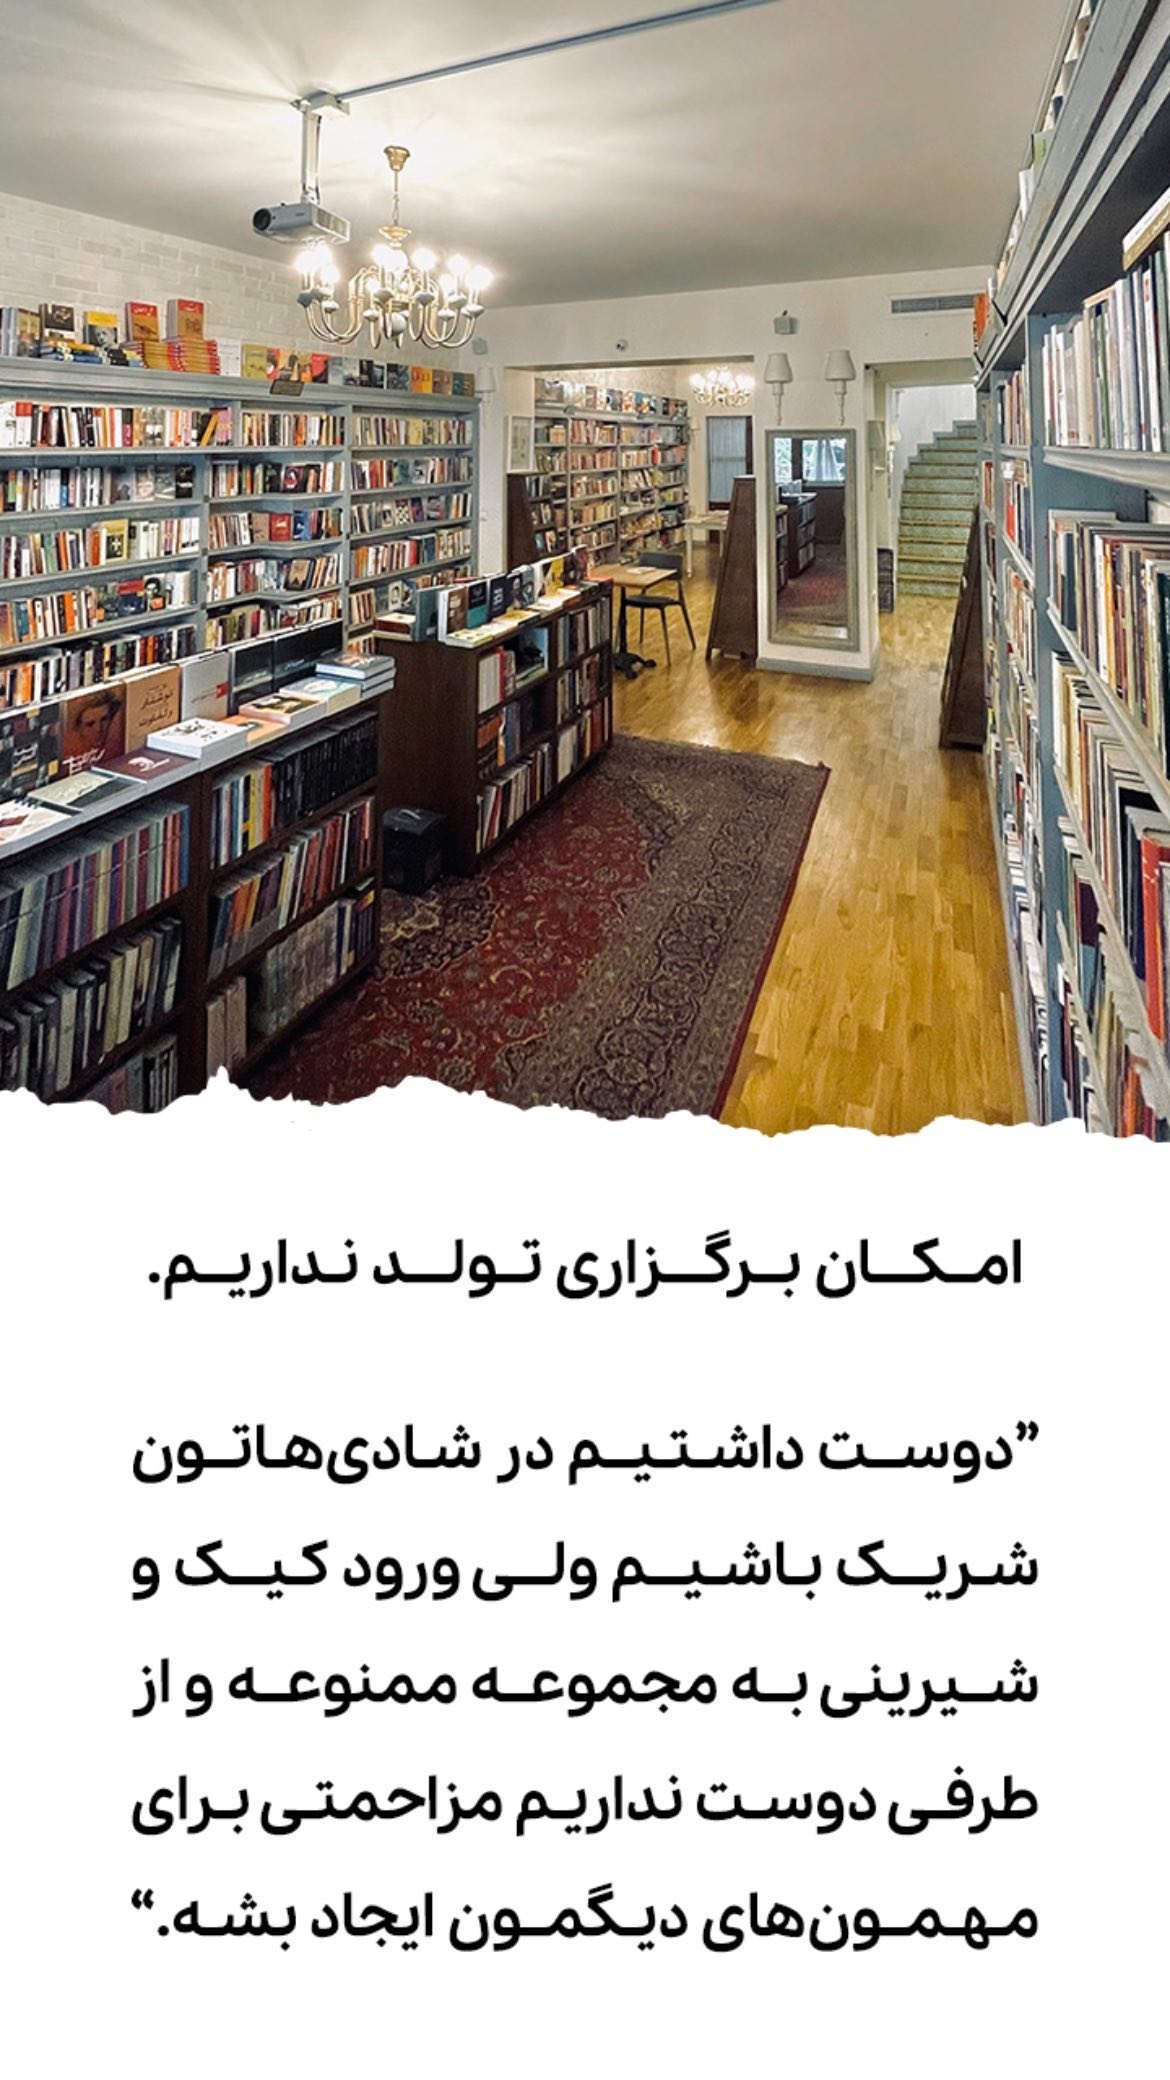 امکان برگزاری تولد نداریم.
”دوست داشتیم در شادی‌هاتون
شریک باشیم ولی ورود کیک و
شیرینی به مجموعه ممنوعه و از
طرفی دوست نداریم مزاحمتی برای
مهمون‌های دیگمون ایجاد بشه.“